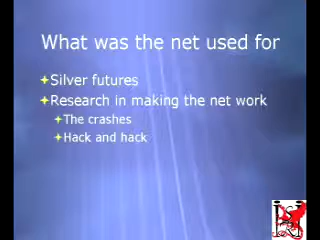 What was the net used for
Silver futures
Research in making the net work
The crashes
Hack and hack